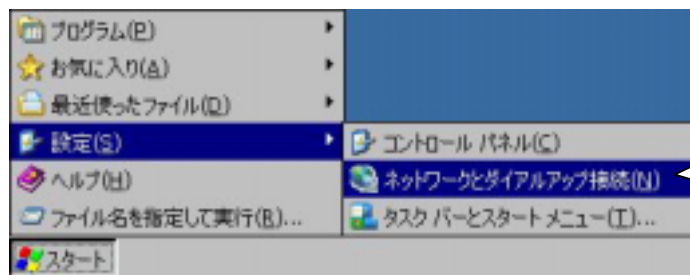 プログラム(P)
お気に入り(A)
最近使ったファイル(D)
設定(S)
コントロール パネル(C)
ネットワークとダイアルアップ接続(N)
タスク バーとスタート メニュー(T)...
ヘルプ(H)
ファイル名を指定して実行(R)...
スタート